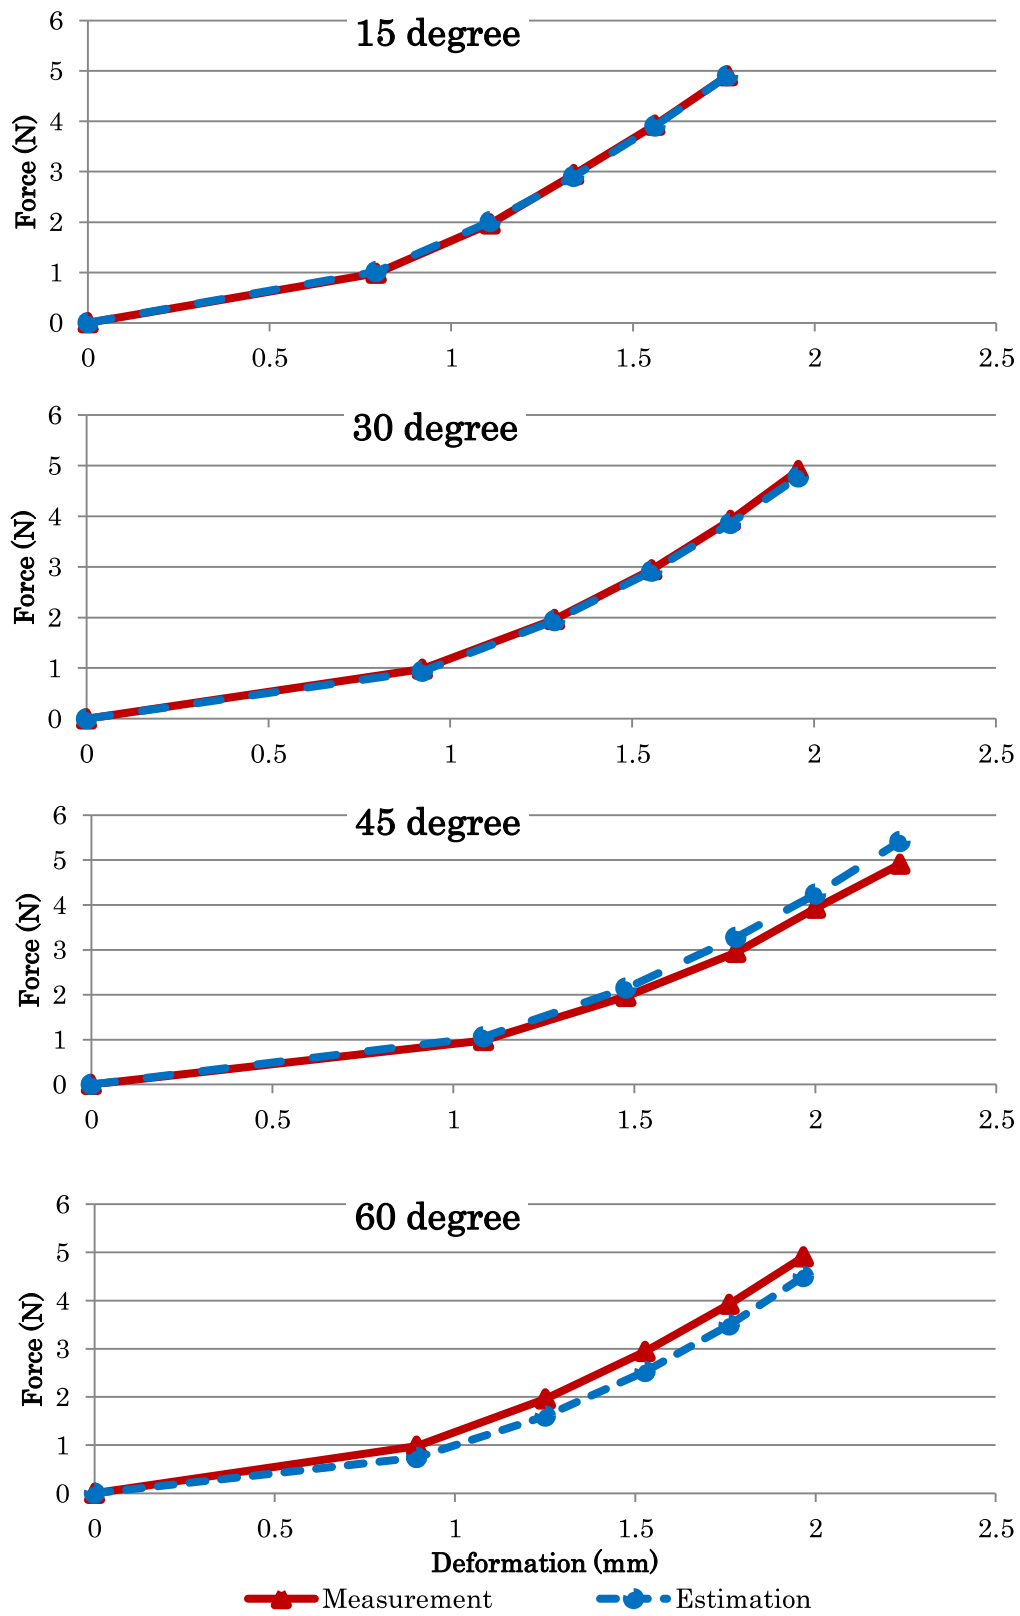 15 degree
6
5
4
3
2
1
0
Force (N)
0 0.5 1 1.5 2 2.5
30 degree
6
5
4
3
2
1
0
Force (N)
0 0.5 1 1.5 2 2.5
45 degree
6
5
4
3
2
1
0
Force (N)
0 0.5 1 1.5 2 2.5
60 degree
6
5
4
3
2
1
0
Force (N)
0 0.5 1 1.5 2 2.5
Deformation (mm)
Measurement Estimation